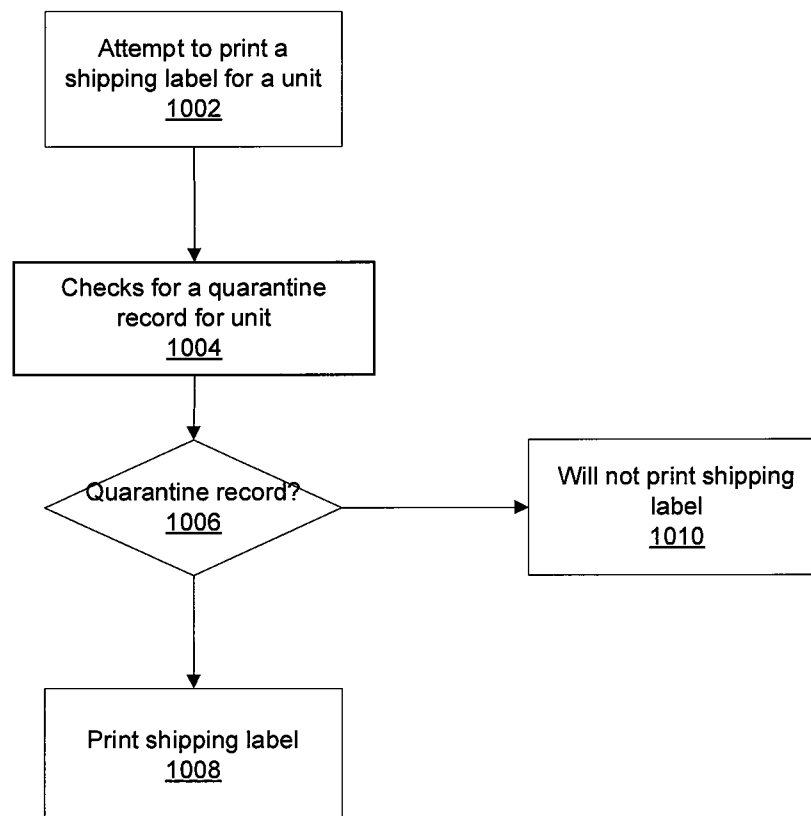 Attempt to print a
shipping label for a unit
1002
Checks for a quarantine
record for unit
1004
Quarantine record?
1006
Will not print shipping
label
1010
Print shipping label
1008